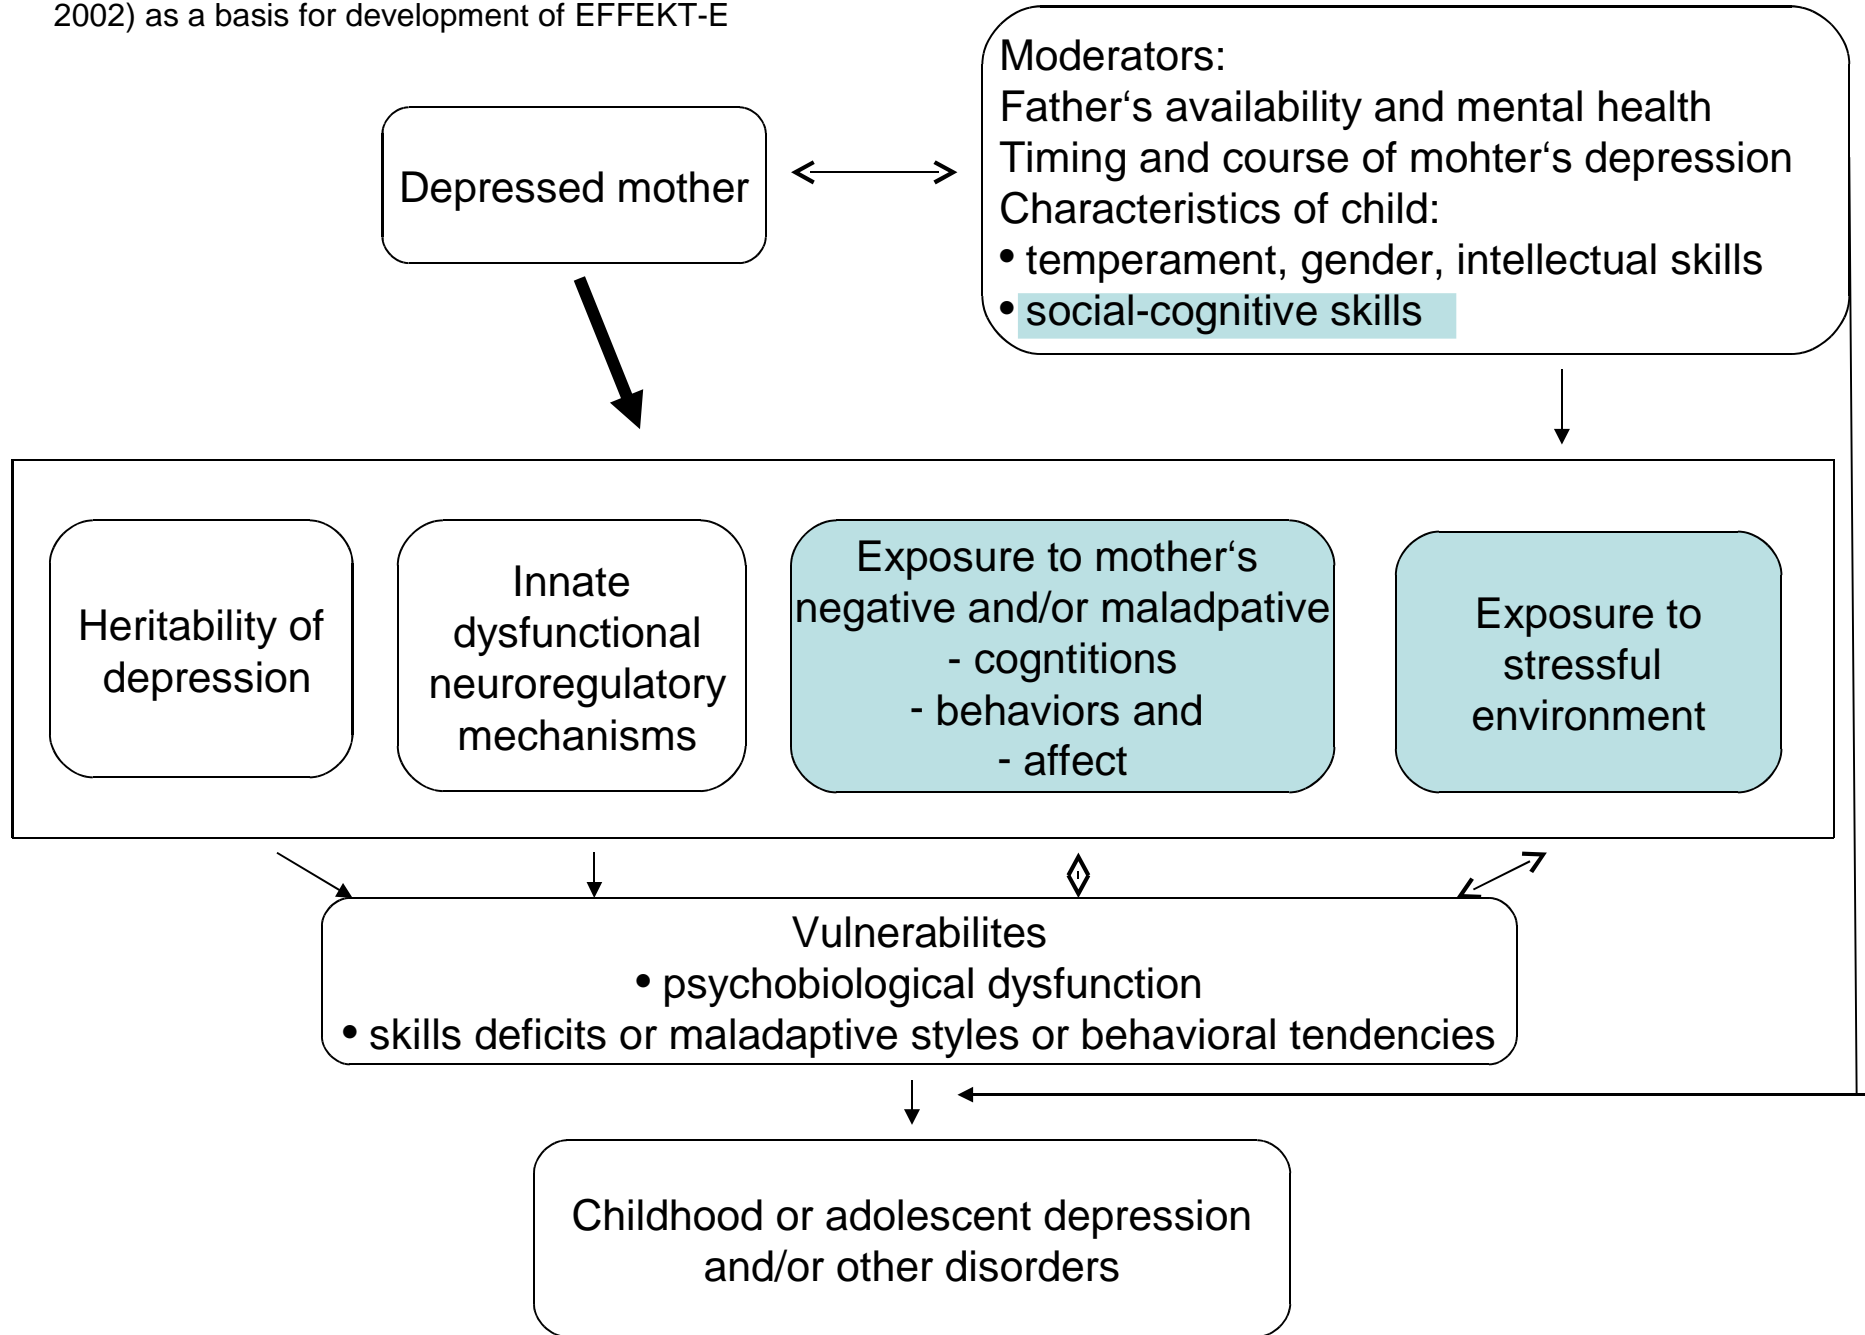 2002) as a basis for development of EFFEKT-E
Depressed mother
Moderators:
Father‘s availability and mental health
Timing and course of mohter‘s depression
Characteristics of child:
• temperament, gender, intellectual skills
• social-cognitive skills
Heritability of
depression
Innate
dysfunctional
neuroregulatory
mechanisms
Exposure to mother‘s
negative and/or maladpative
- cogntitions
- behaviors and
- affect
Exposure to
stressful
environment
Vulnerabilites
• psychobiological dysfunction
• skills deficits or maladaptive styles or behavioral tendencies
Childhood or adolescent depression
and/or other disorders